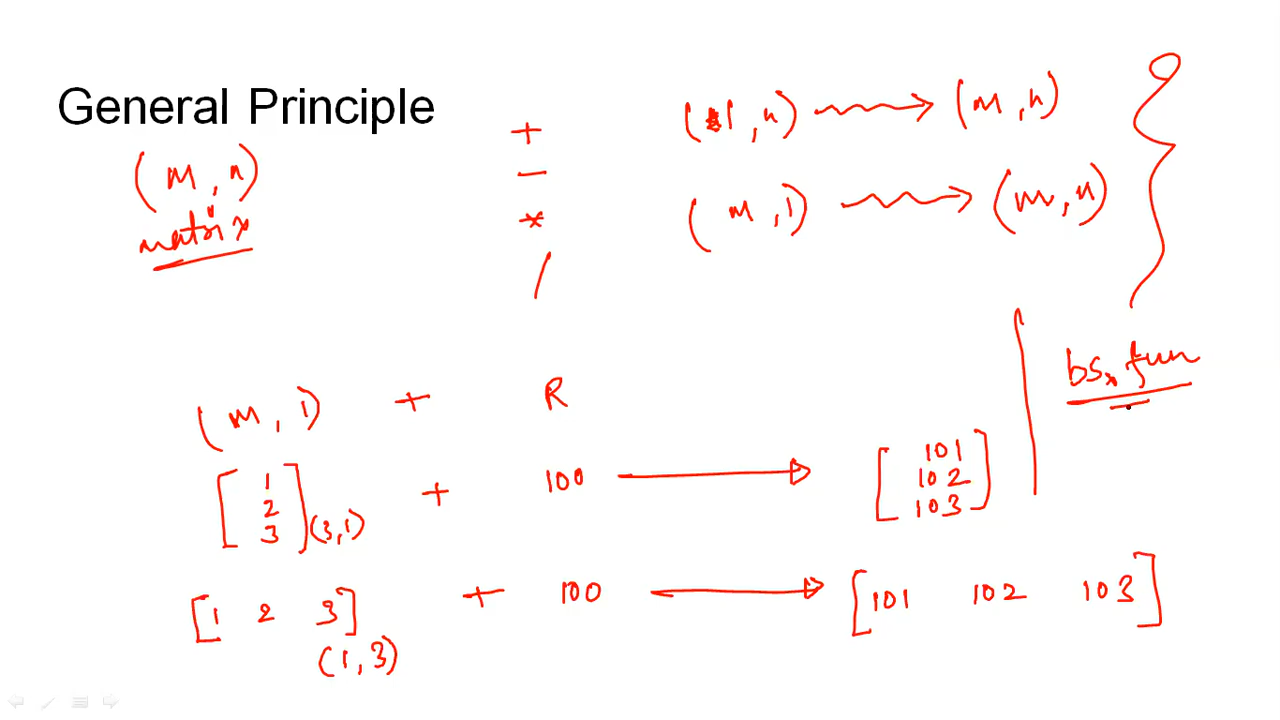 General Principle
(m, n)
matrix
+
-
*
/
(1, n) → (m, n)
(m, 1) → (m, n)
(m, 1) + R
bsxfun
[1 2 3] (3,1) + 100 → [101 102 103]
[1 2 3] (1,3) + 100 → [101 102 103]